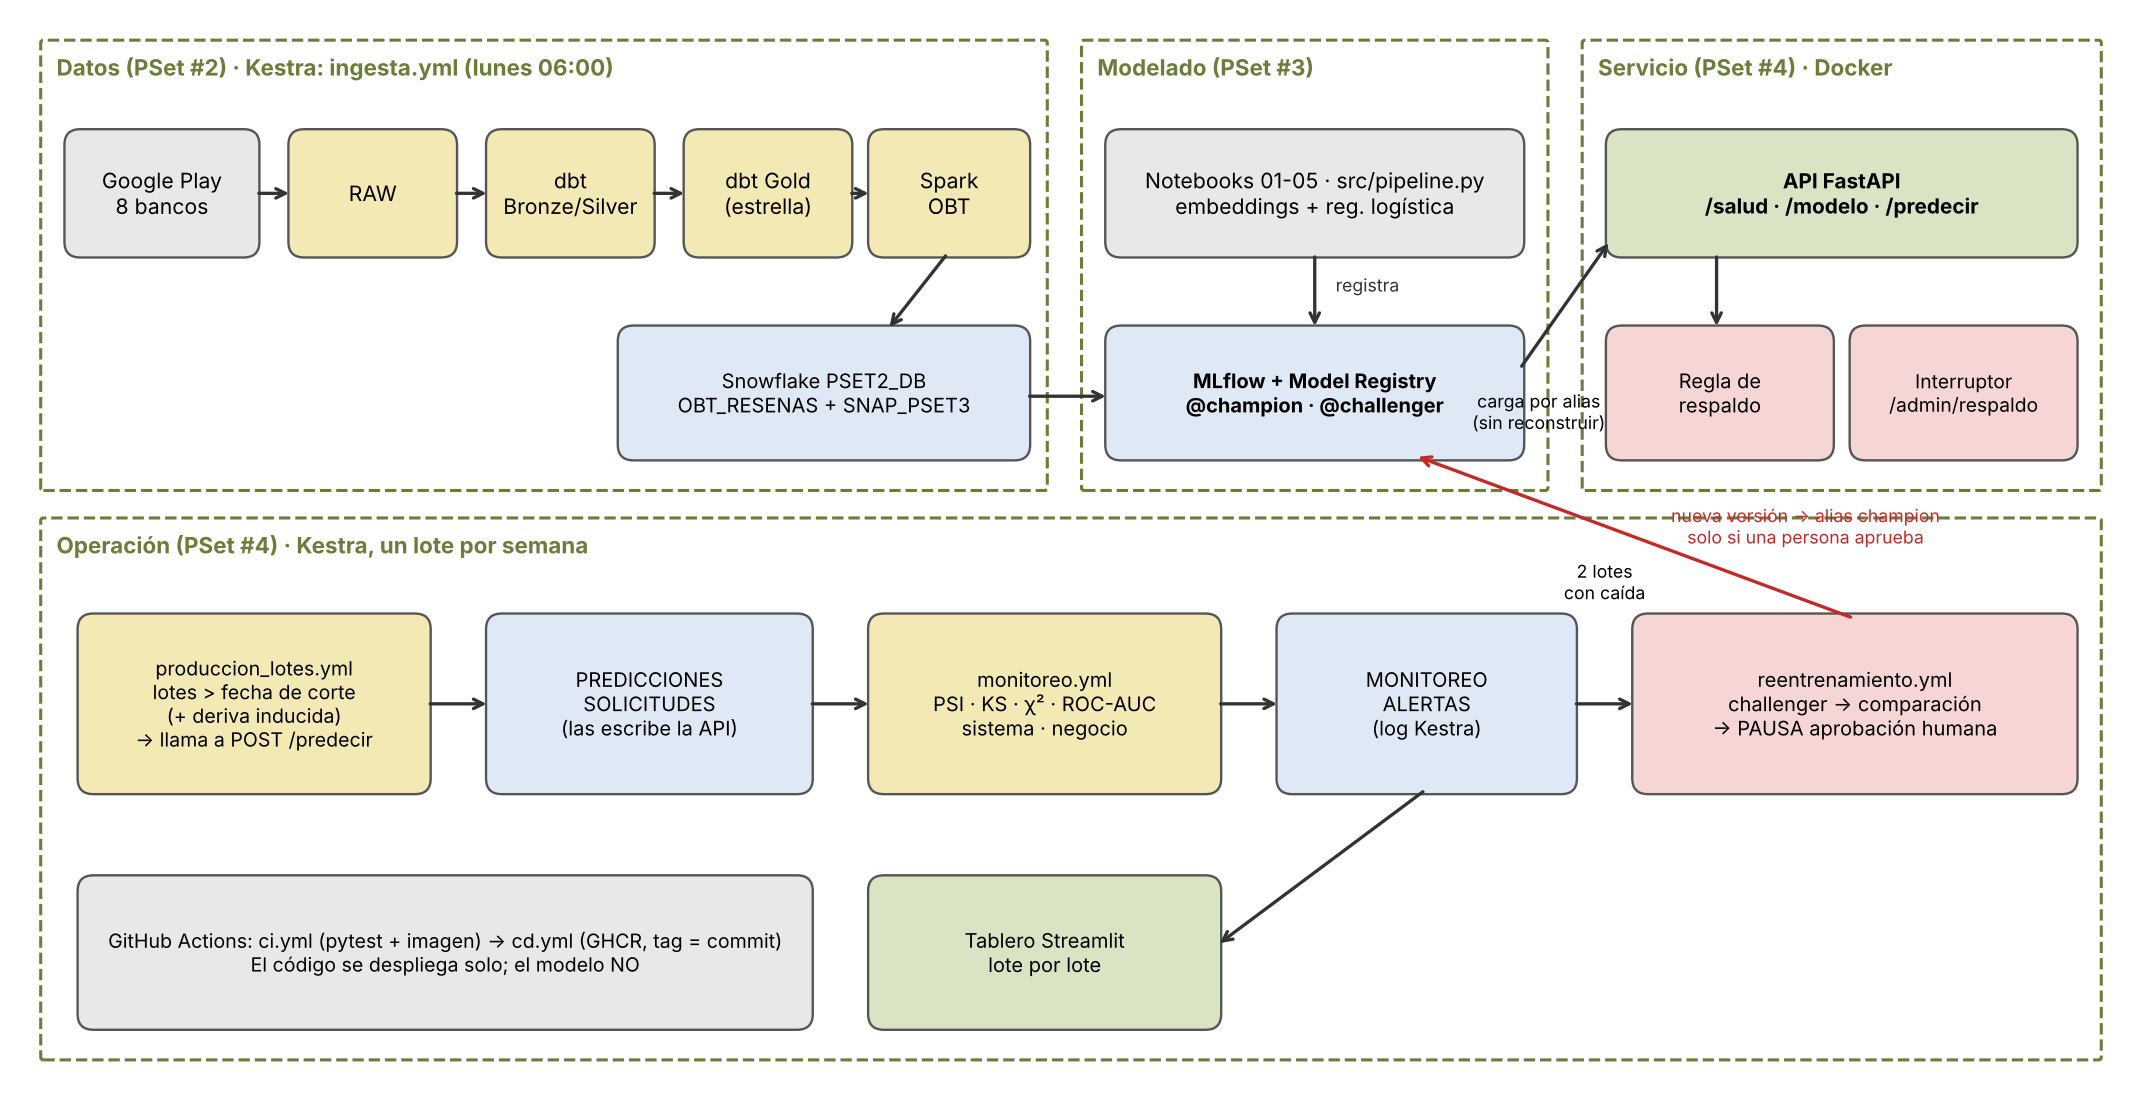 Datos (PSet #2) · Kestra: ingesta.yml (lunes 06:00)
Google Play
8 bancos
RAW
dbt
Bronze/Silver
dbt Gold
(estrella)
Spark
OBT
Snowflake PSET2_DB
OBT_RESENAS + SNAP_PSET3
Modelado (PSet #3)
Notebooks 01-05 · src/pipeline.py
embeddings + reg. logística
registra
MLflow + Model Registry
@champion · @challenger
carga por alias
(sin reconstruir)
Servicio (PSet #4) · Docker
API FastAPI
/salud · /modelo · /predecir
Regla de
respaldo
Interruptor
/admin/respaldo
nueva versión → alias champion
solo si una persona aprueba
Operación (PSet #4) · Kestra, un lote por semana
produccion_lotes.yml
lotes > fecha de corte
(+ deriva inducida)
→ llama a POST /predecir
PREDICCIONES
SOLICITUDES
(las escribe la API)
monitoreo.yml
PSI · KS · χ² · ROC-AUC
sistema · negocio
MONITOREO
ALERTAS
(log Kestra)
2 lotes
con caída
reentrenamiento.yml
challenger → comparación
→ PAUSA aprobación humana
GitHub Actions: ci.yml (pytest + imagen) → cd.yml (GHCR, tag = commit)
El código se despliega solo; el modelo NO
Tablero Streamlit
lote por lote